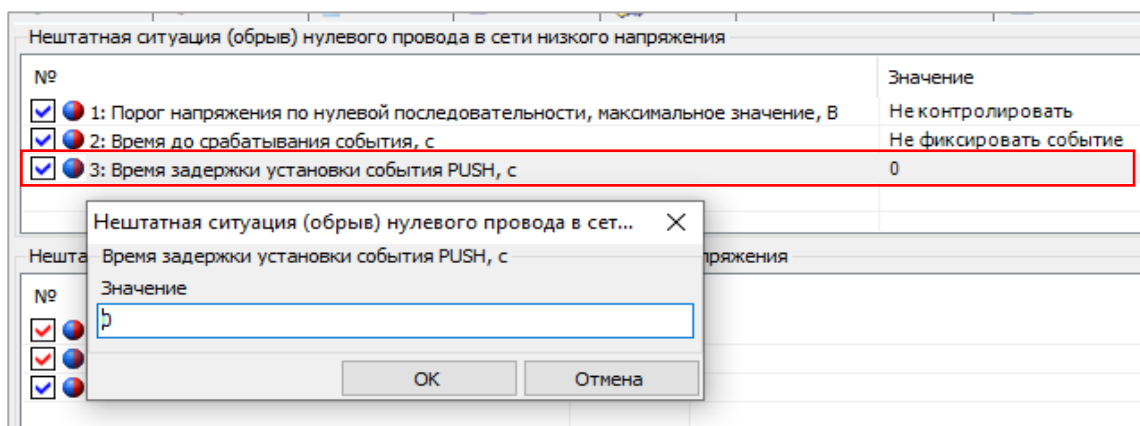 Нештатная ситуация (обрыв) нулевого провода в сети низкого напряжения
№ Значение
1: Порог напряжения по нулевой последовательности, максимальное значение, В Не контролировать
2: Время до срабатывания события, с Не фиксировать событие
3: Время задержки установки события PUSH, с 0
Нештатная ситуация (обрыв) нулевого провода в сет...
Нешта пряжения
Время задержки установки события PUSH, с
№
Значение
0
ОК Отмена